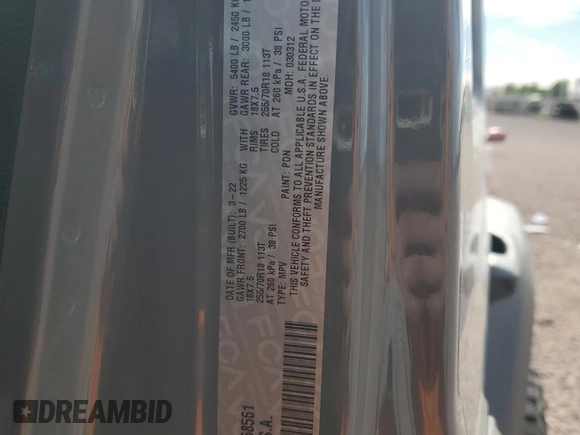 DATE OF MFR (BUILT): 3-22 GVWR: 5400 LB / 2450 KG
GAWR FRONT: 2700 LB / 1225 KG WITH GAWR REAR: 3000 LB / 1
18X7.5 RIMS 18X7.5
255/70R18 113T TIRES 255/70R18 113T
AT 260 kPa / 38 PSI COLD AT 260 kPa / 38 PSI
TYPE: MPV PAINT: PDN MDH: 030312
THIS VEHICLE CONFORMS TO ALL APPLICABLE U.S.A. FEDERAL MOTO
SAFETY AND THEFT PREVENTION STANDARDS IN EFFECT ON THE D
MANUFACTURE SHOWN ABOVE.
68551
S.A.
DREAMBID